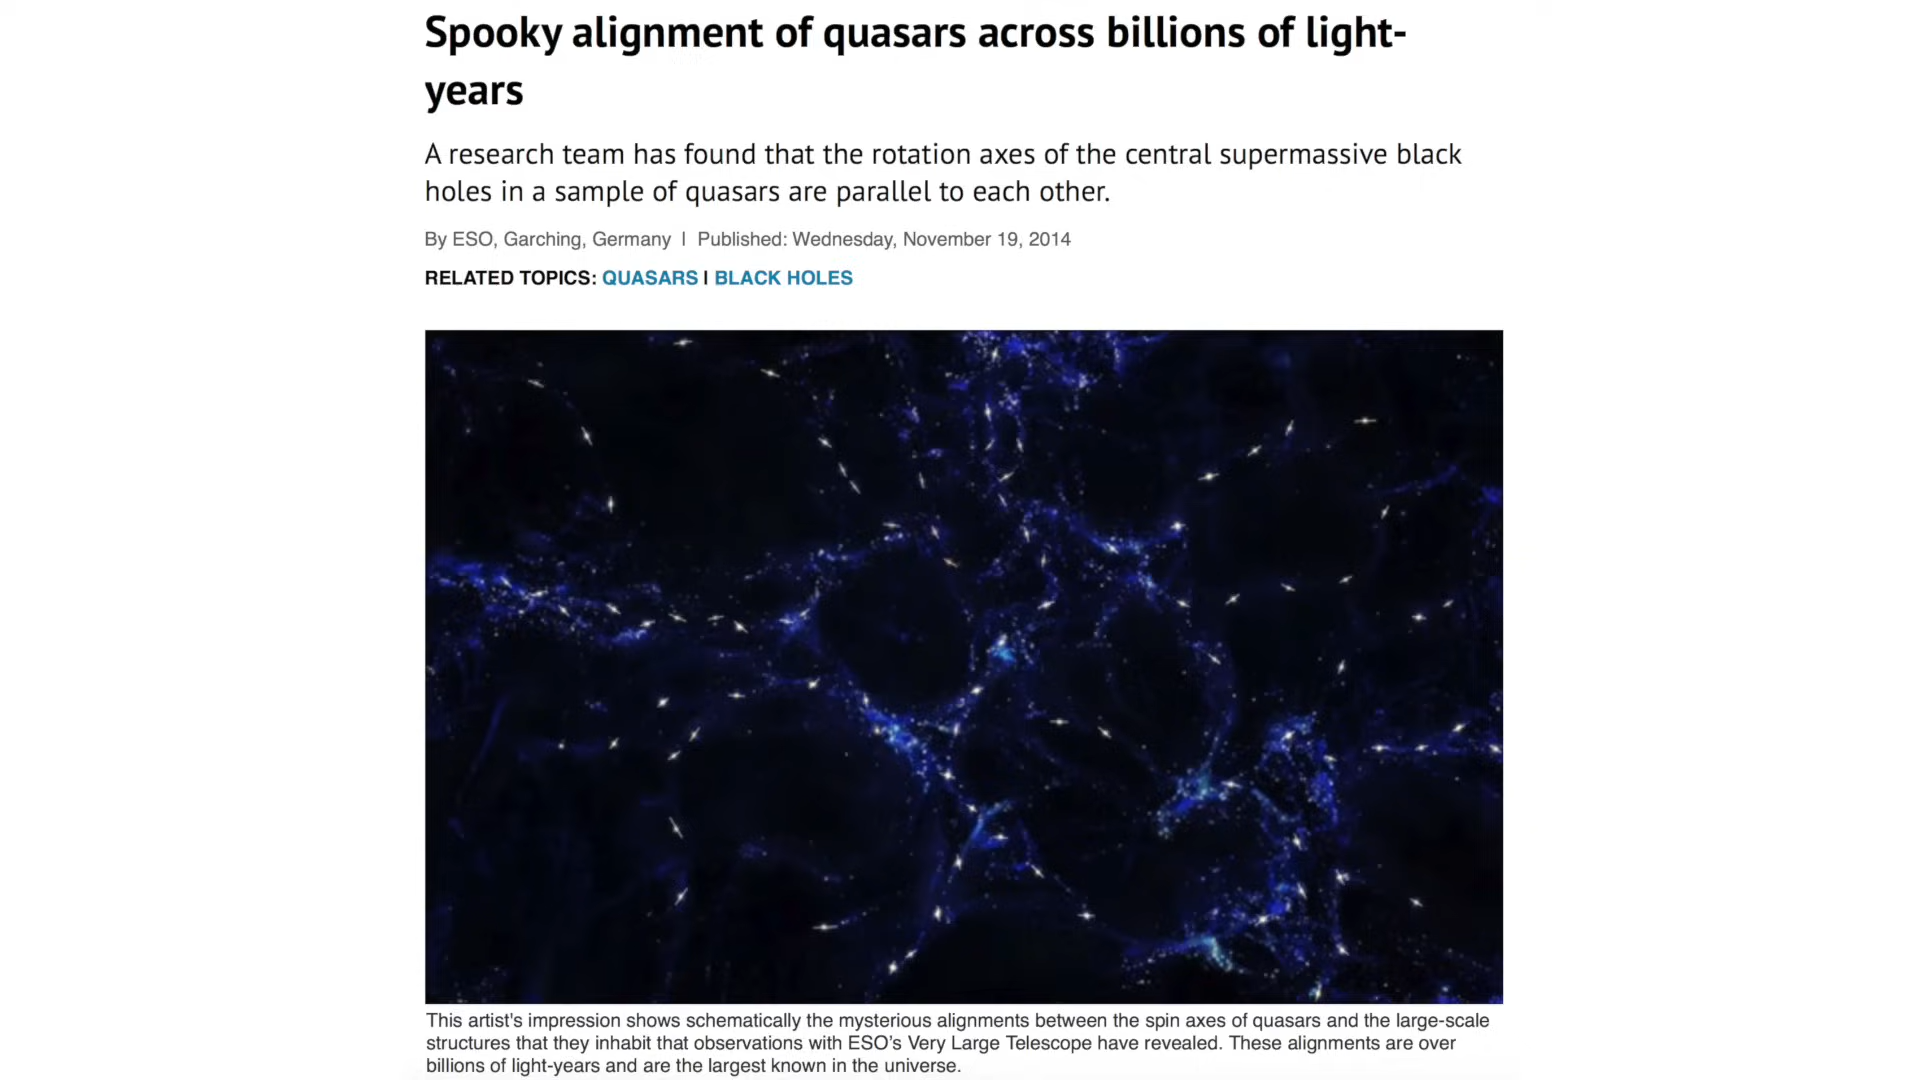 Spooky alignment of quasars across billions of light-
years
A research team has found that the rotation axes of the central supermassive black
holes in a sample of quasars are parallel to each other.
By ESO, Garching, Germany | Published: Wednesday, November 19, 2014
RELATED TOPICS: QUASARS | BLACK HOLES
This artist's impression shows schematically the mysterious alignments between the spin axes of quasars and the large-scale
structures that they inhabit that observations with ESO’s Very Large Telescope have revealed. These alignments are over
billions of light-years and are the largest known in the universe.